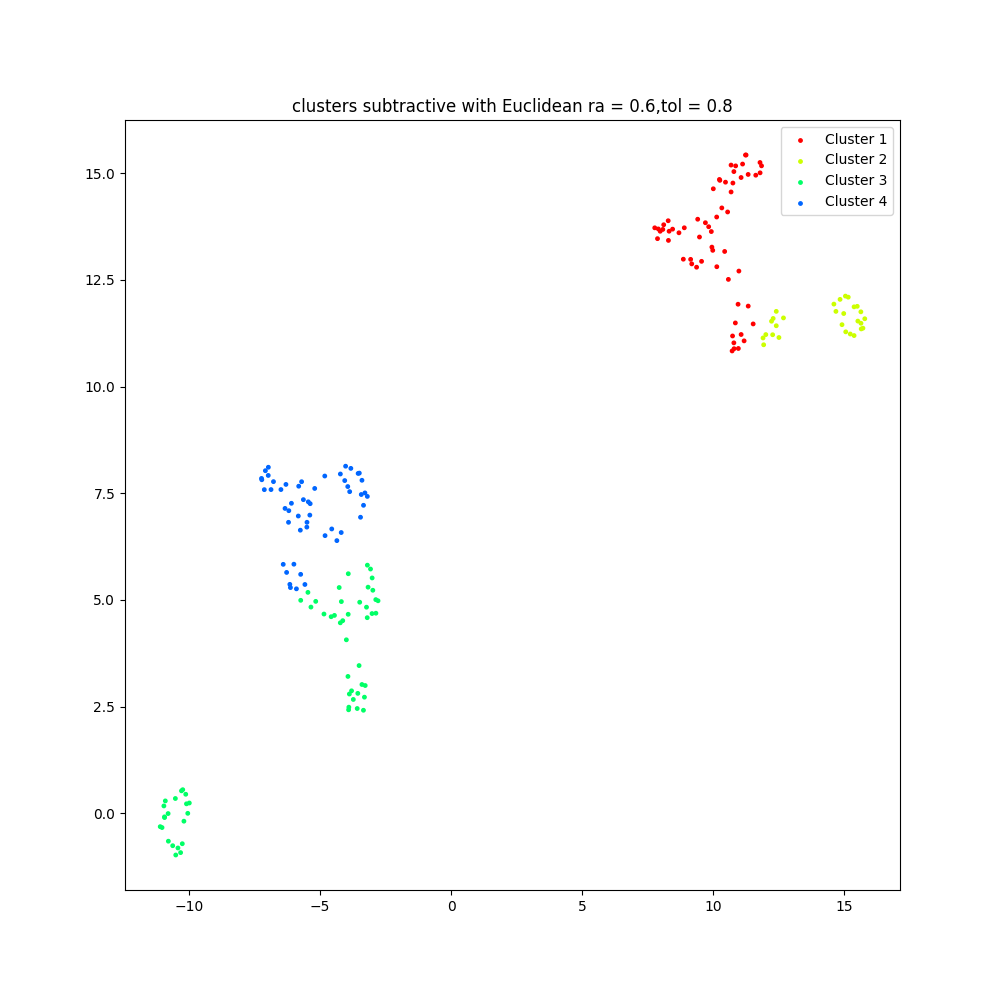 clusters subtractive with Euclidean ra = 0.6,tol = 0.8
Cluster 1
Cluster 2
Cluster 3
Cluster 4
15.0
12.5
10.0
7.5
5.0
2.5
0.0
−10
−5
0
5
10
15